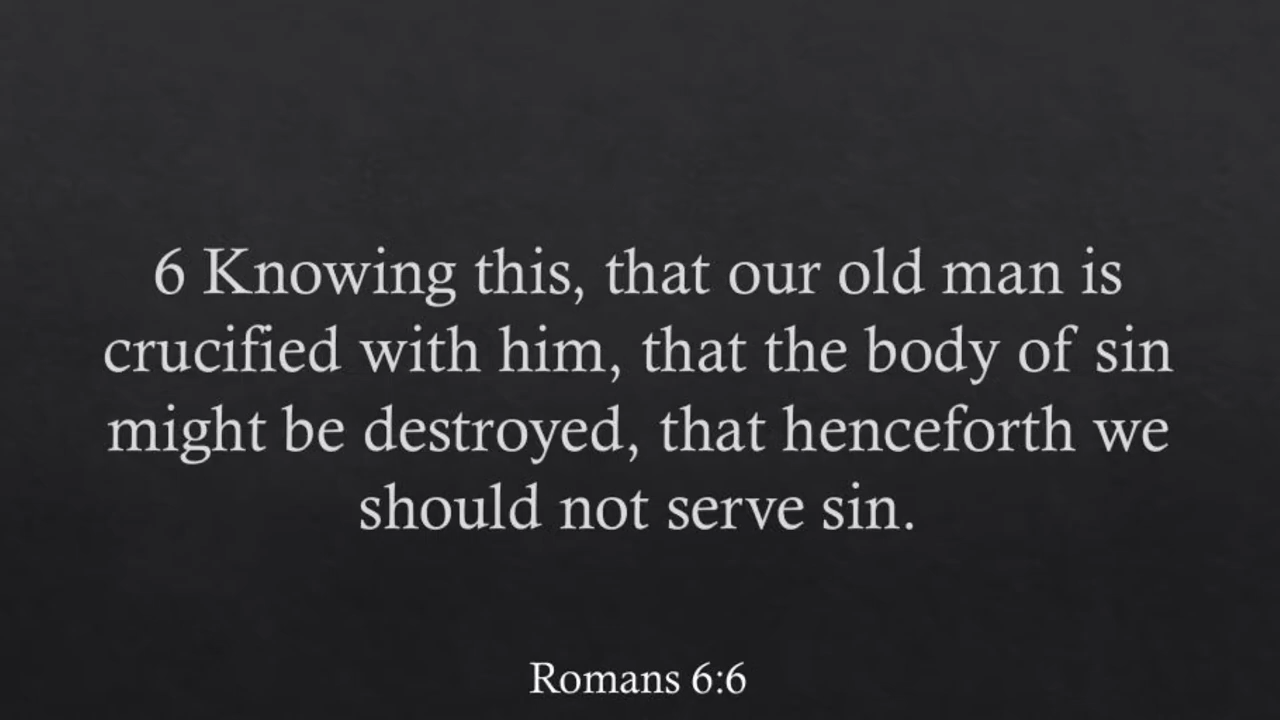 6 Knowing this, that our old man is
crucified with him, that the body of sin
might be destroyed, that henceforth we
should not serve sin.
Romans 6:6